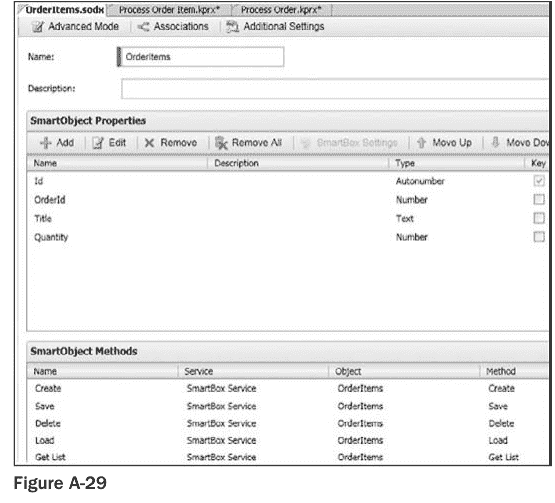 OrderItems.sodx Process Order Item.kprx* Process Order.kprx*
Advanced Mode Associations Additional Settings
Name: OrderItems
Description:
SmartObject Properties
Add Edit Remove Remove All SmartBox Settings Move Up Move Dov
Name Description Type Key
Id Autonumber
OrderId Number
Title Text
Quantity Number
SmartObject Methods
Name Service Object Method
Create SmartBox Service OrderItems Create
Save SmartBox Service OrderItems Save
Delete SmartBox Service OrderItems Delete
Load SmartBox Service OrderItems Load
Get List SmartBox Service OrderItems Get List
Figure A-29